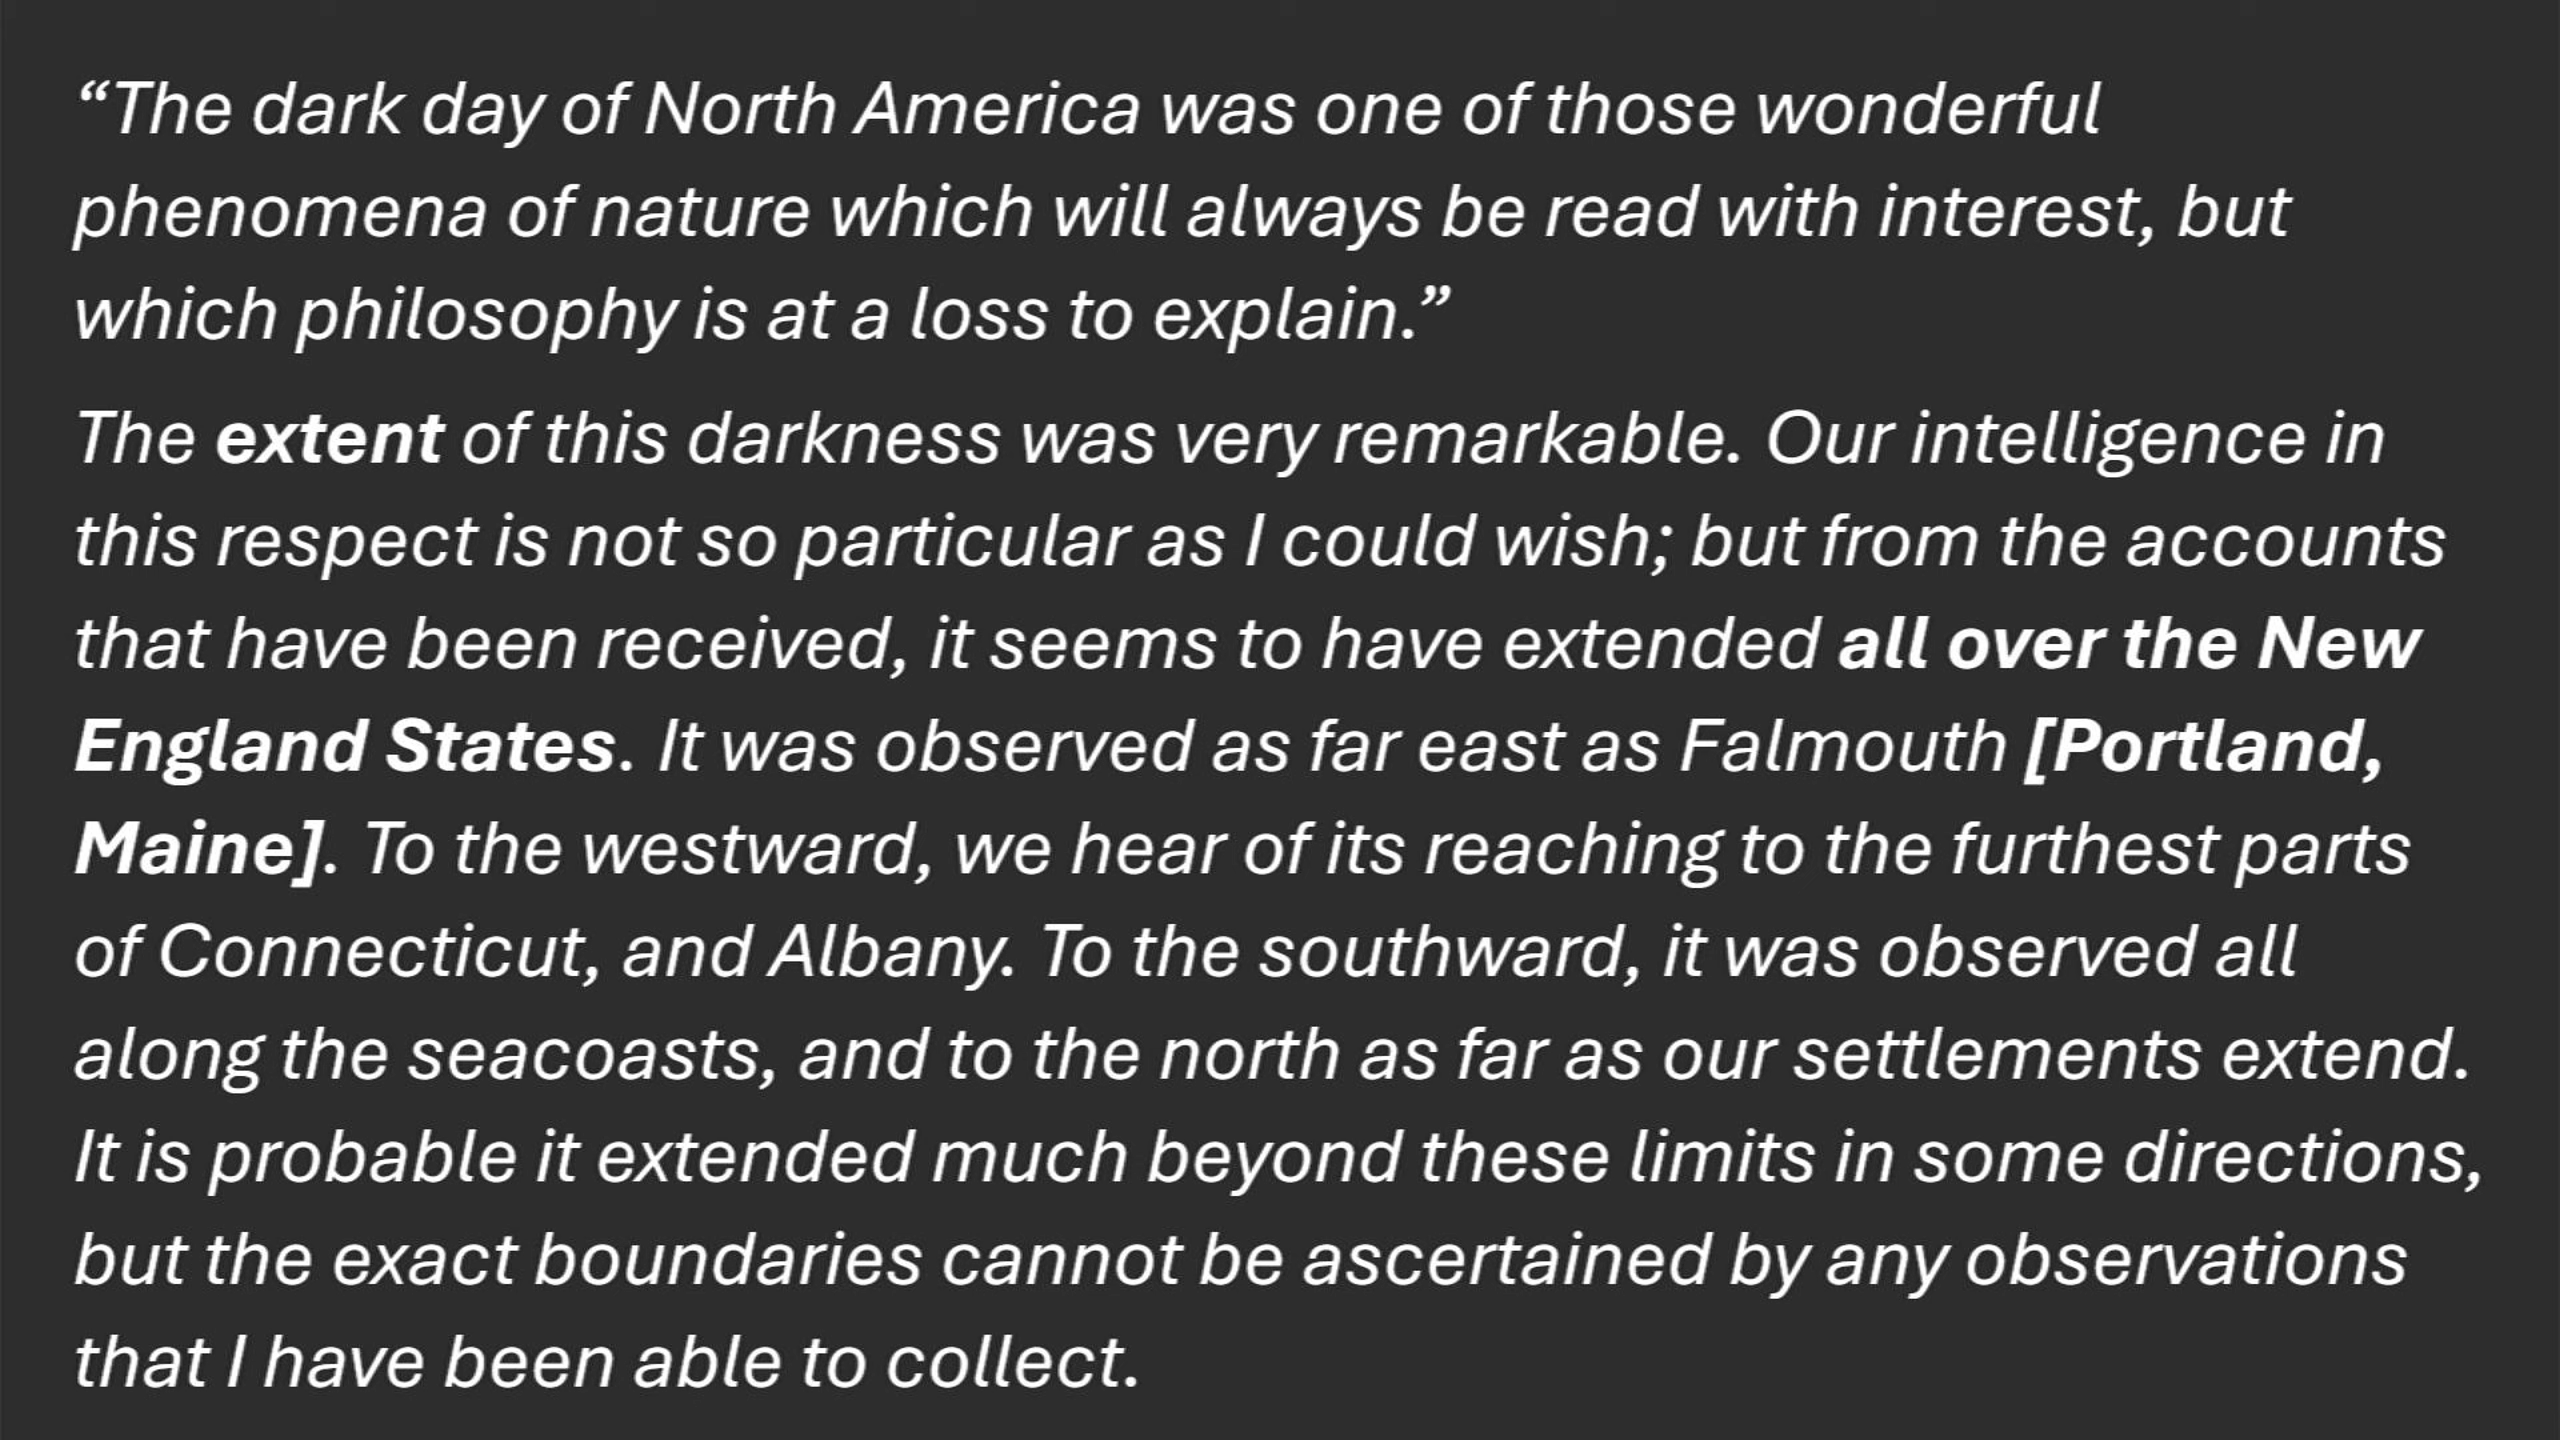 “The dark day of North America was one of those wonderful
phenomena of nature which will always be read with interest, but
which philosophy is at a loss to explain.”
The extent of this darkness was very remarkable. Our intelligence in
this respect is not so particular as I could wish; but from the accounts
that have been received, it seems to have extended all over the New
England States. It was observed as far east as Falmouth [Portland,
Maine]. To the westward, we hear of its reaching to the furthest parts
of Connecticut, and Albany. To the southward, it was observed all
along the seacoasts, and to the north as far as our settlements extend.
It is probable it extended much beyond these limits in some directions,
but the exact boundaries cannot be ascertained by any observations
that I have been able to collect.